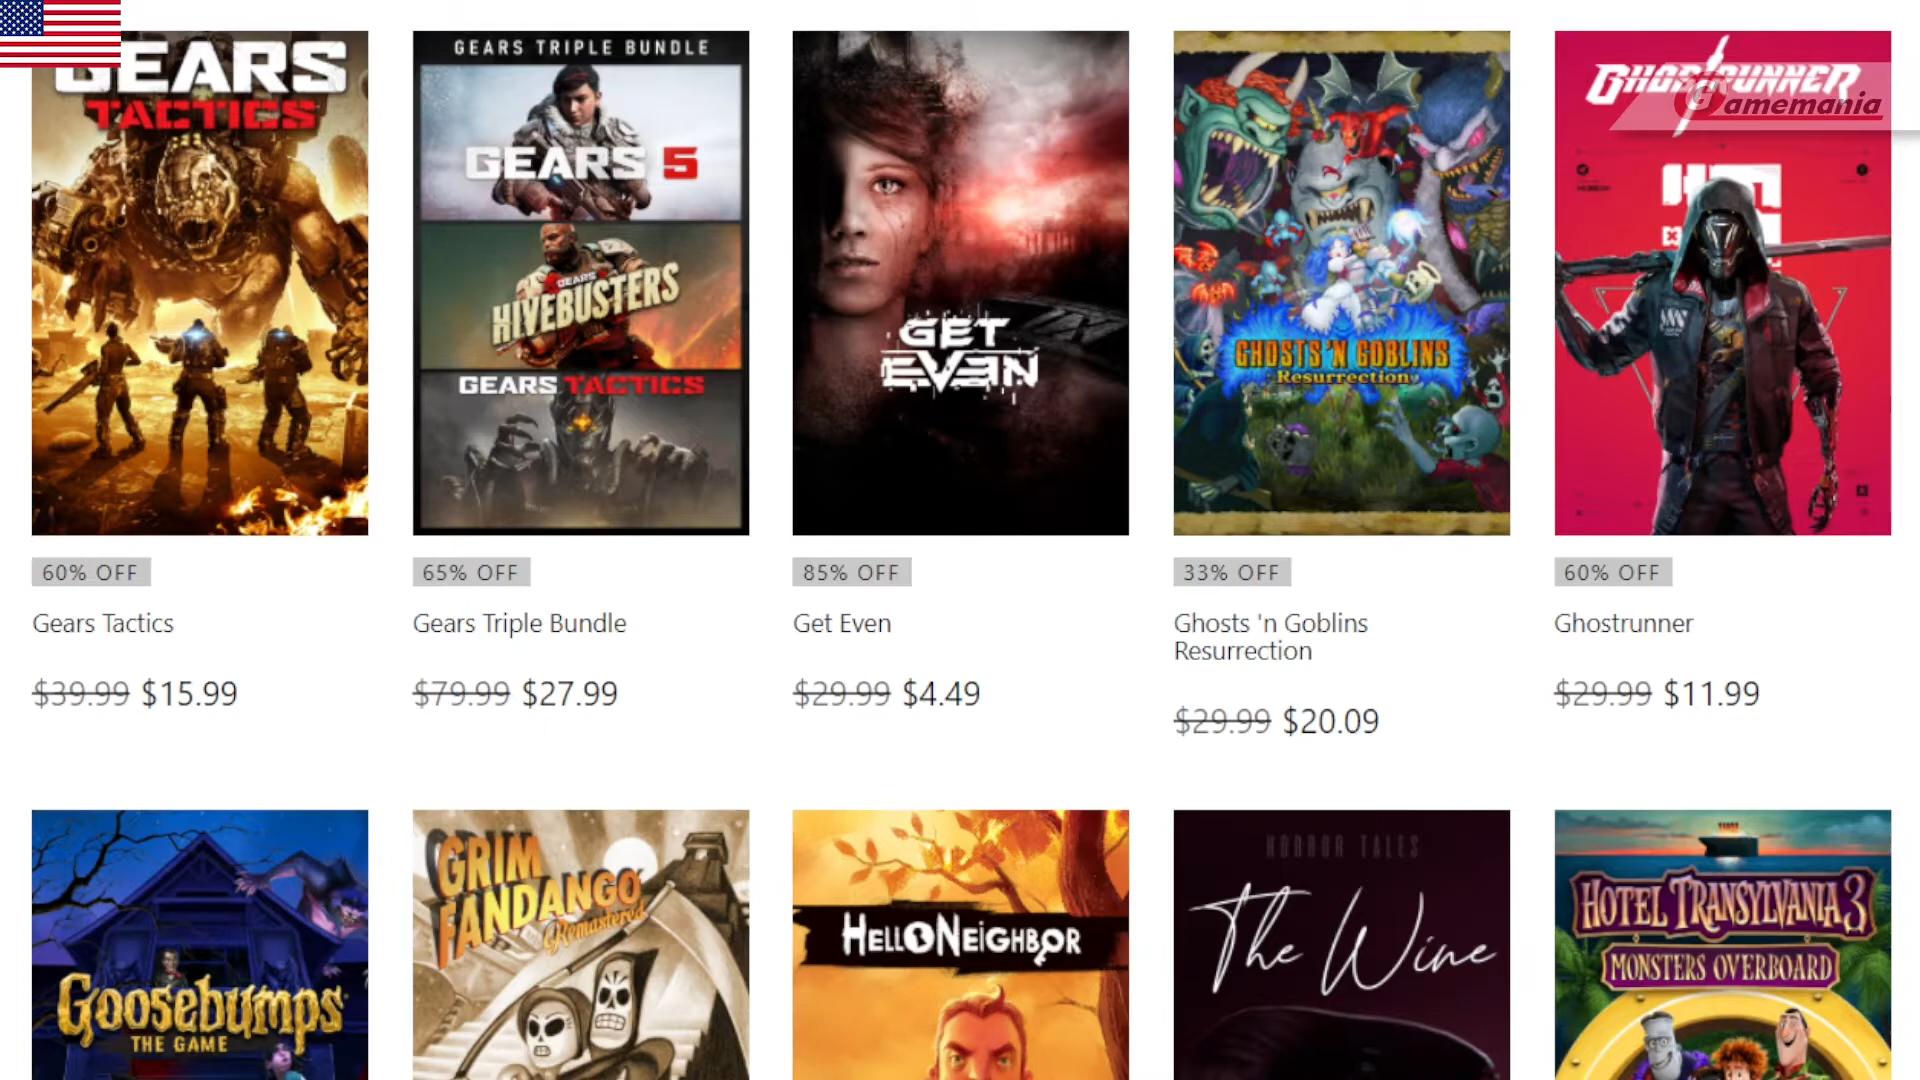 GEARS
TACTICS
GEARS TRIPLE BUNDLE
GEARS 5
GEARS
HIVEBUSTERS
GEARS TACTICS
GET
EVEN
GHOSTS 'N GOBLINS
Resurrection
GHOSTRUNNER
Gamemania
60% OFF
65% OFF
85% OFF
33% OFF
60% OFF
Gears Tactics
Gears Triple Bundle
Get Even
Ghosts 'n Goblins
Resurrection
Ghostrunner
$39.99 $15.99
$79.99 $27.99
$29.99 $4.49
$29.99 $20.09
$29.99 $11.99
Goosebumps
THE GAME
GRIM
FANDANGO
Remastered
HELLO NEIGHBOR
HORROR TALES
The Wine
HOTEL TRANSYLVANIA 3
MONSTERS OVERBOARD